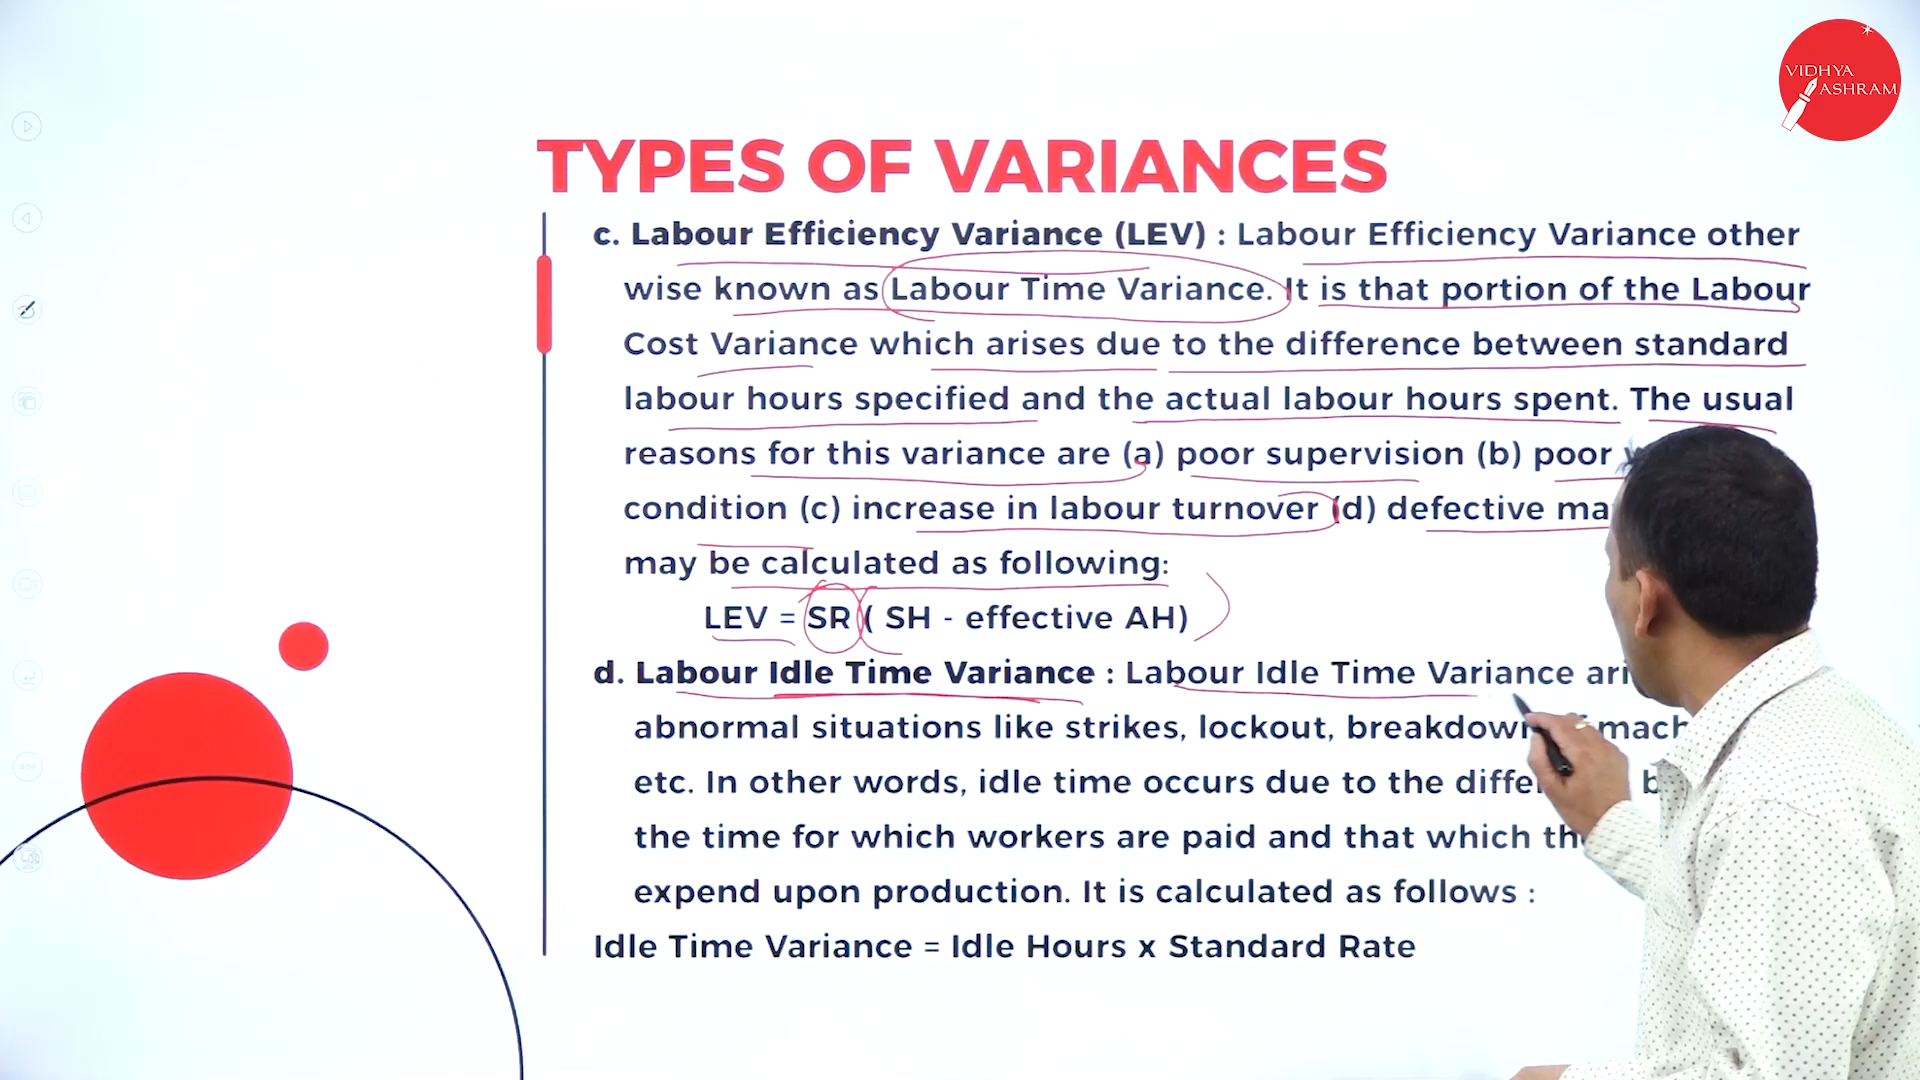 VIDHYA
ASHRAM
TYPES OF VARIANCES
c. Labour Efficiency Variance (LEV) : Labour Efficiency Variance other
wise known as Labour Time Variance. It is that portion of the Labour
Cost Variance which arises due to the difference between standard
labour hours specified and the actual labour hours spent. The usual
reasons for this variance are (a) poor supervision (b) poor
condition (c) increase in labour turnover (d) defective
may be calculated as following:
LEV = SR ( SH - effective AH)
d. Labour Idle Time Variance : Labour Idle Time Variance
abnormal situations like strikes, lockout, breakdown
etc. In other words, idle time occurs due to the
the time for which workers are paid and that which
expend upon production. It is calculated as follows :
Idle Time Variance = Idle Hours x Standard Rate